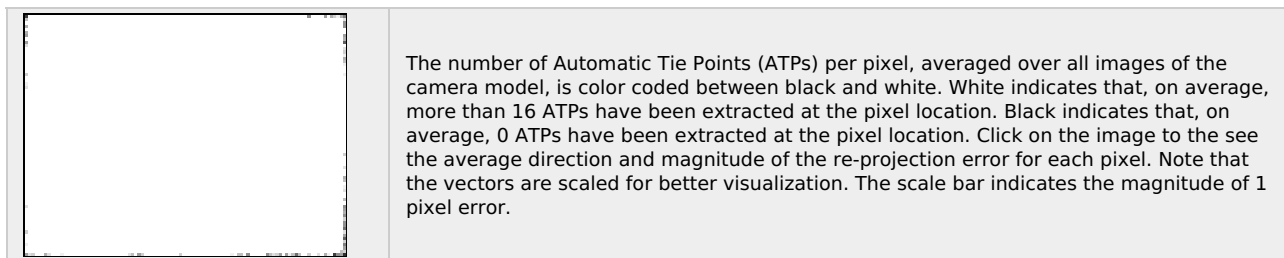 The number of Automatic Tie Points (ATPs) per pixel, averaged over all images of the
camera model, is color coded between black and white. White indicates that, on average,
more than 16 ATPs have been extracted at the pixel location. Black indicates that, on
average, 0 ATPs have been extracted at the pixel location. Click on the image to the see
the average direction and magnitude of the re-projection error for each pixel. Note that
the vectors are scaled for better visualization. The scale bar indicates the magnitude of 1
pixel error.